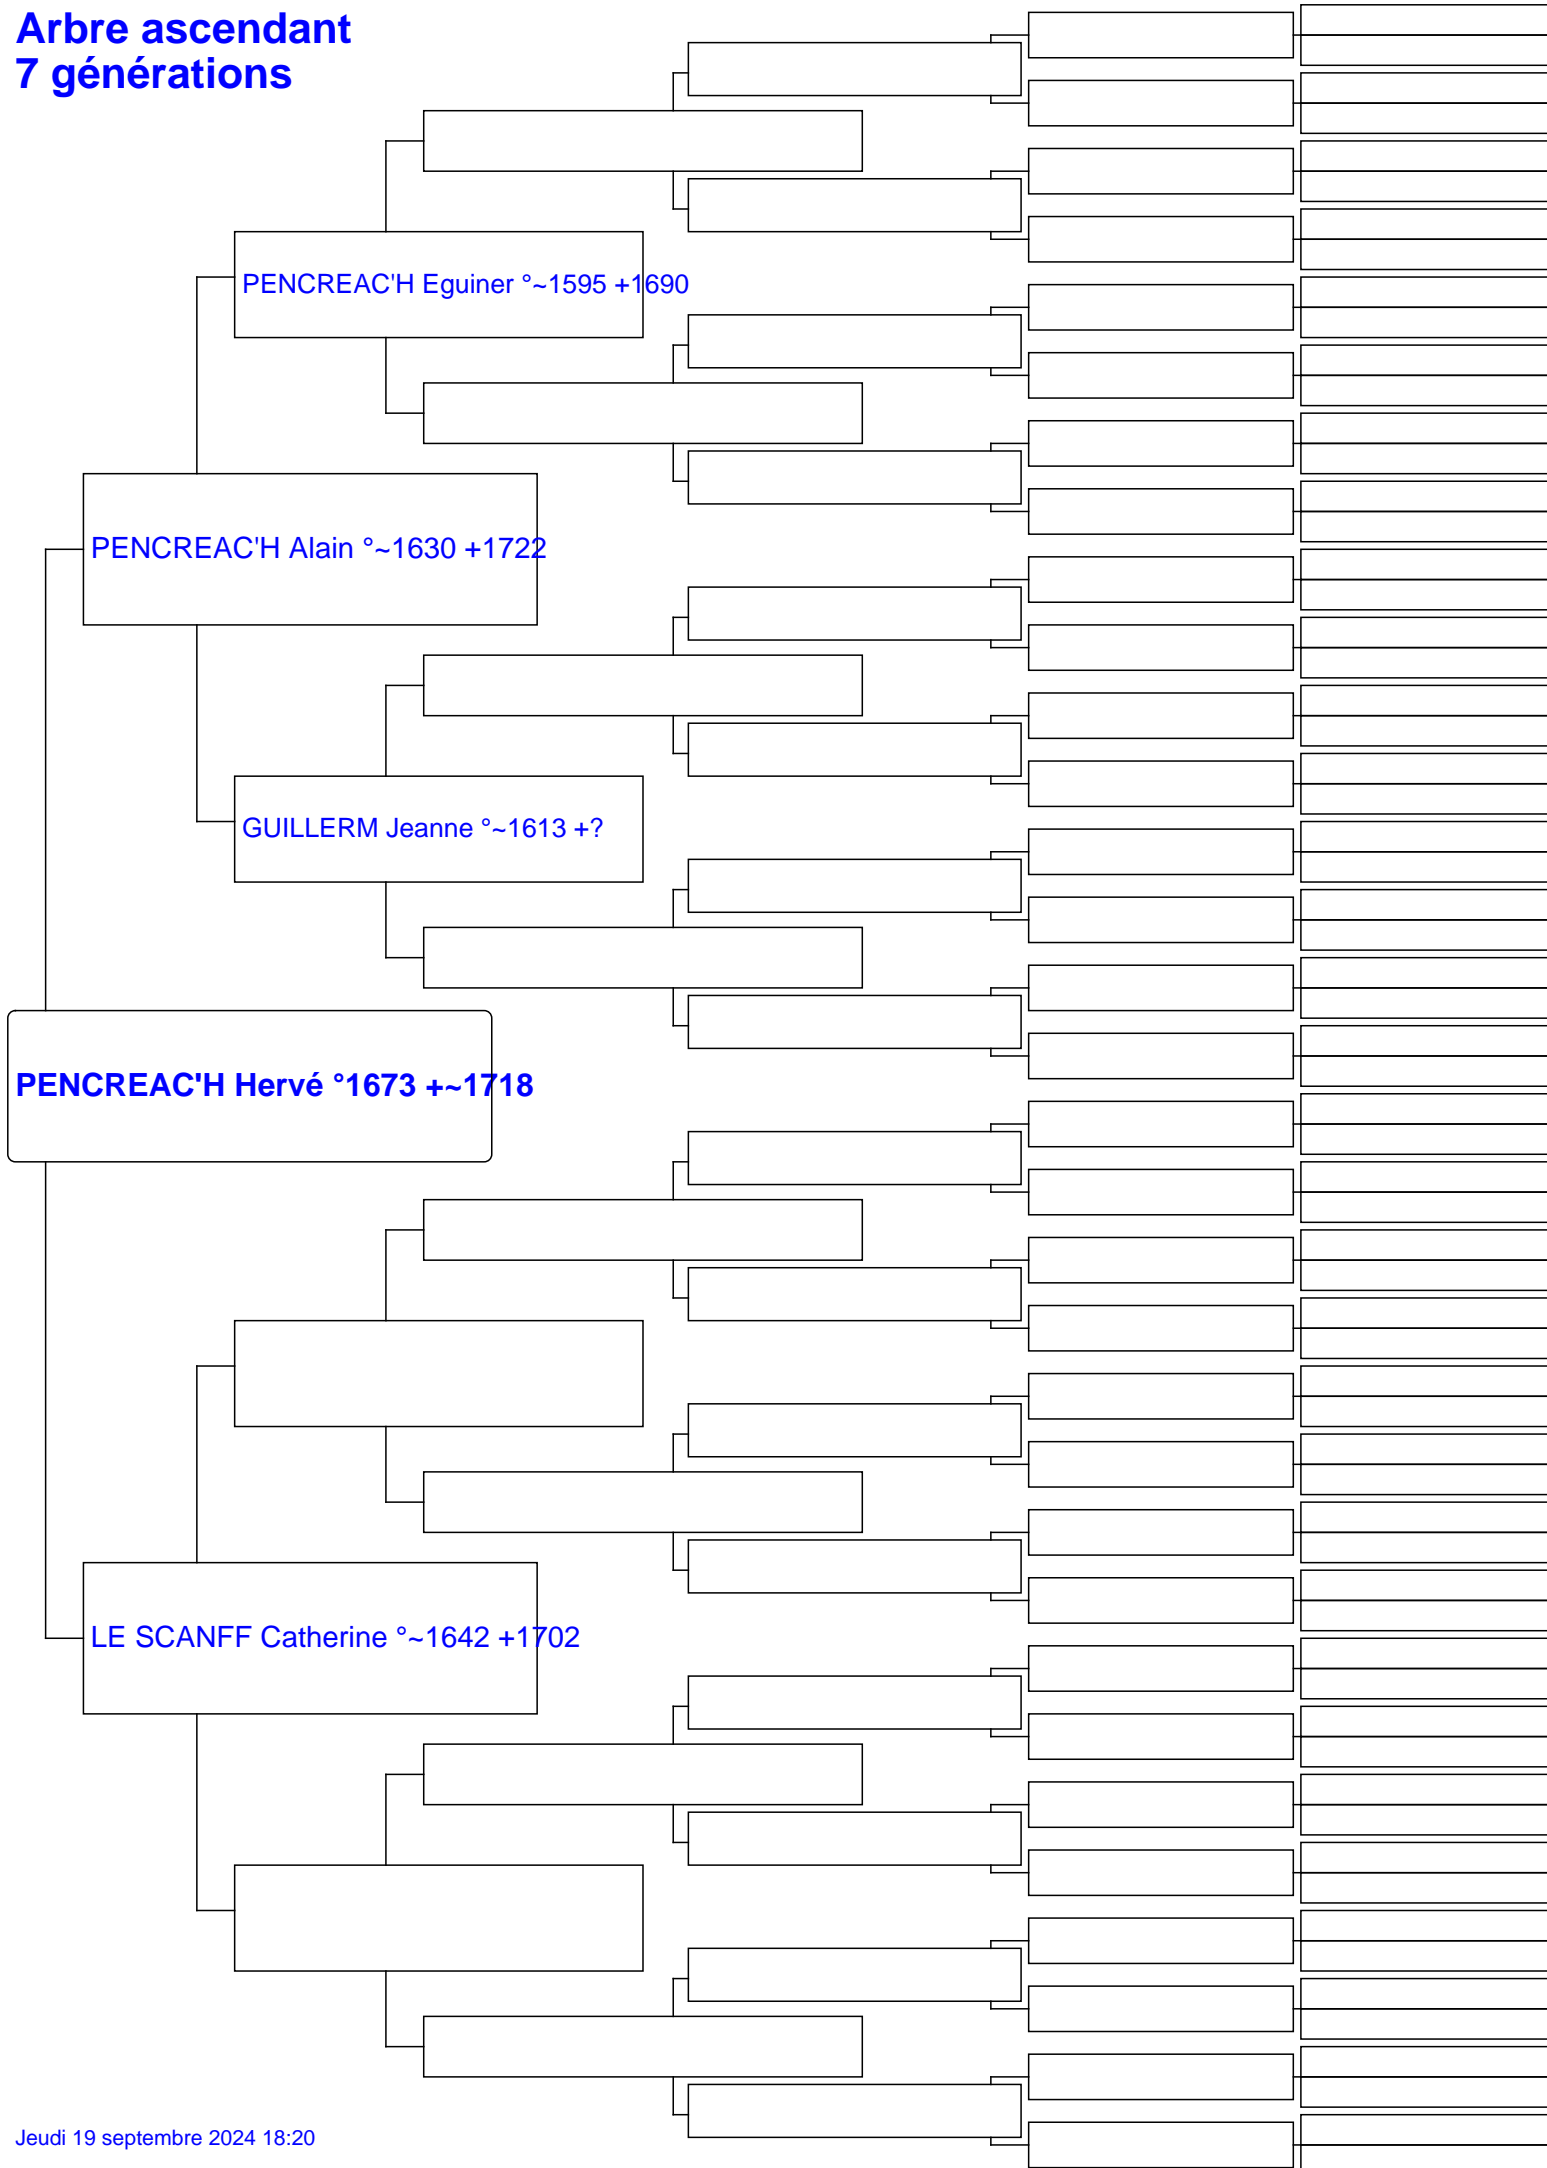 Arbre ascendant
7 générations
PENCREAC'H Eguiner °~1595 +1690
PENCREAC'H Alain °~1630 +1722
GUILLERM Jeanne °~1613 +?
PENCREAC'H Hervé °1673 +~1718
LE SCANFF Catherine °~1642 +1702
Jeudi 19 septembre 2024 18:20